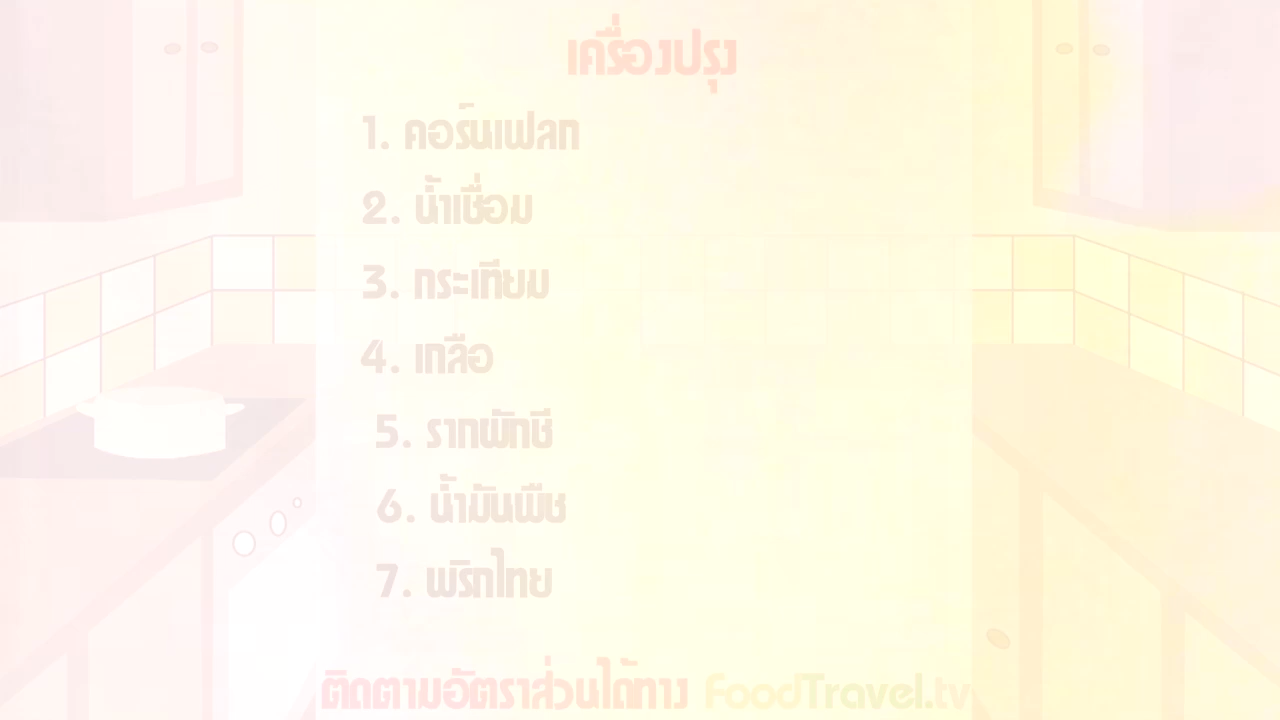 เครื่องปรุง
1. คอร์นเฟลก
2. น้ำเชื่อม
3. กระเทียม
4. เกลือ
5. รากผักชี
6. น้ำมันพืช
7. พริกไทย
ติดตามอัตราส่วนได้ทาง FoodTravel.tv